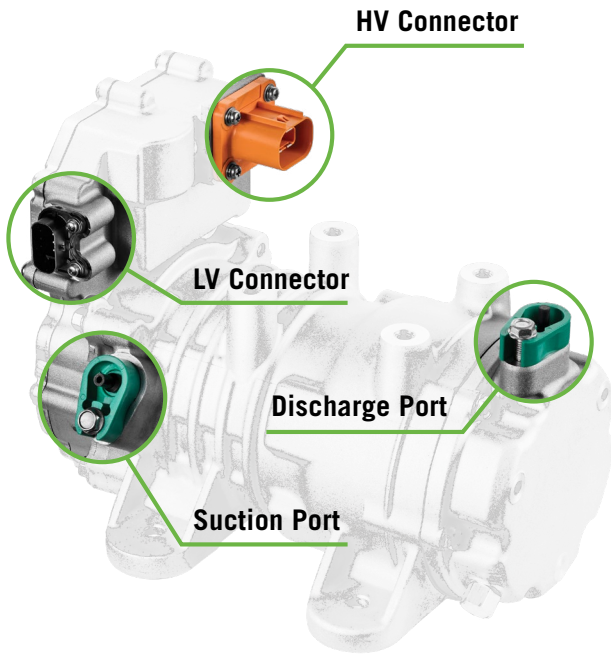 HV Connector
LV Connector
Discharge Port
Suction Port